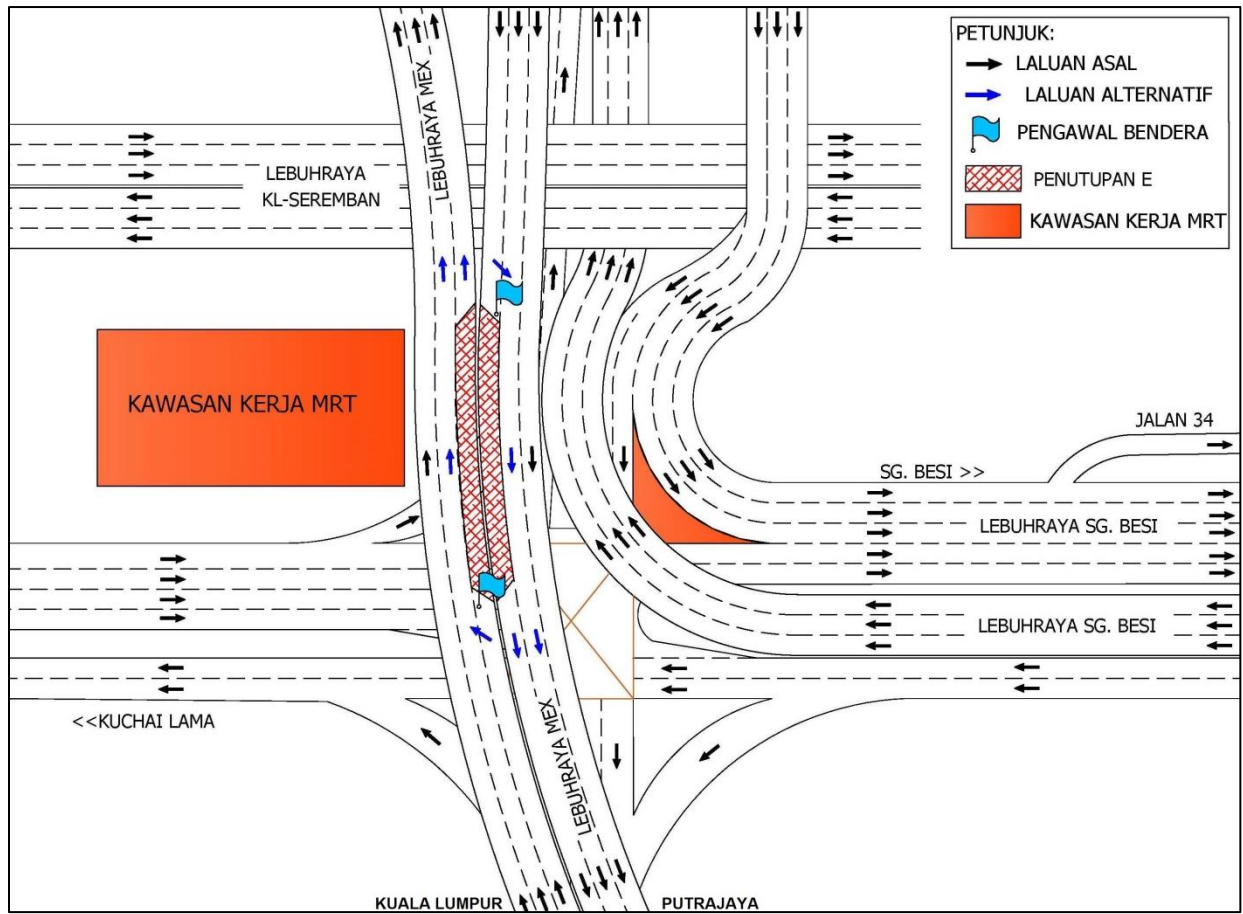 PETUNJUK:
LALUAN ASAL
LALUAN ALTERNATIF
PENGAWAL BENDERA
PENUTUPAN E
KAWASAN KERJA MRT
LEBUHRAYA MEX
LEBUHRAYA
KL-SEREMBAN
KAWASAN KERJA MRT
JALAN 34
SG. BESI >>
LEBUHRAYA SG. BESI
LEBUHRAYA SG. BESI
<<KUCHAI LAMA
LEBUHRAYA MEX
KUALA LUMPUR
PUTRAJAYA